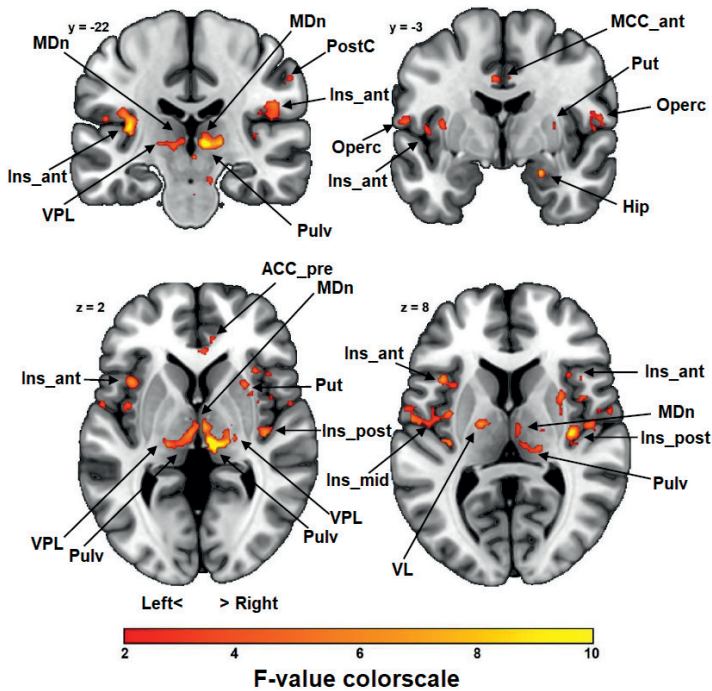 y = -22
MDn
MDn
PostC
Ins_ant
Ins_ant
VPL
Pulv
y = -3
MCC_ant
Put
Operc
Operc
Ins_ant
Hip
z = 2
ACC_pre
MDn
Ins_ant
Put
Ins_post
VPL
VPL
Pulv
Pulv
z = 8
Ins_ant
Ins_ant
MDn
Ins_post
Ins_mid
Pulv
VL
Left< > Right
2 4 6 8 10
F-value colorscale